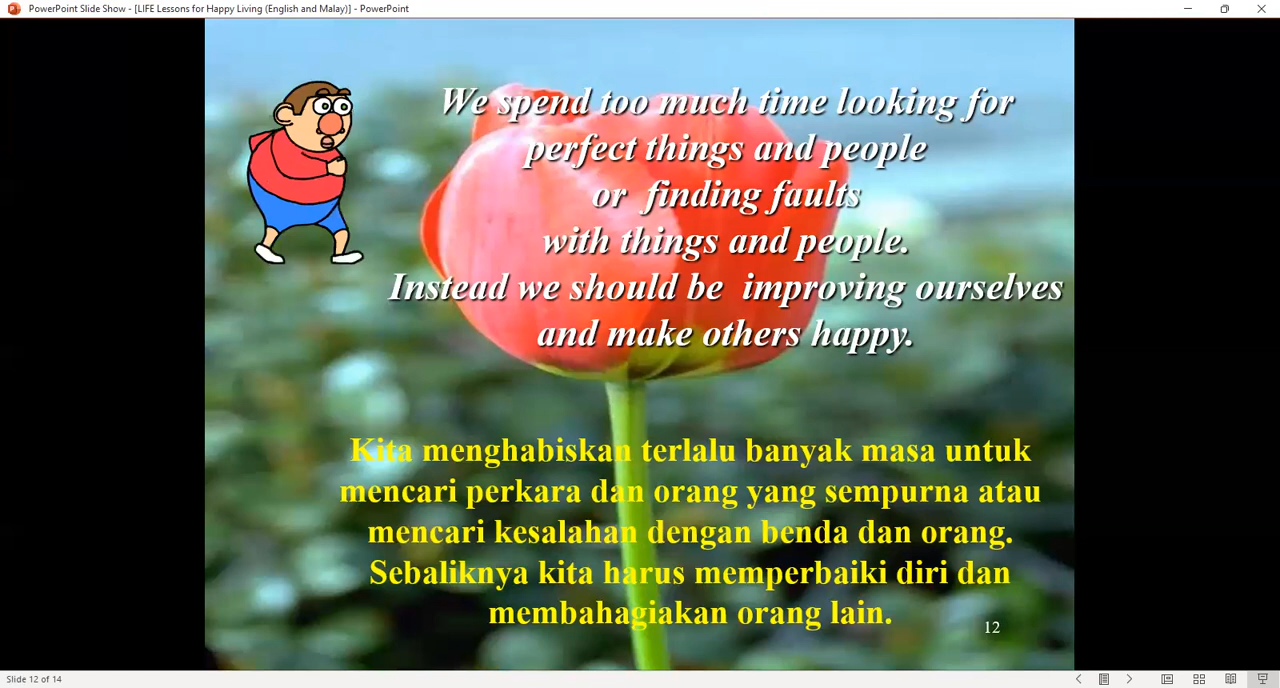 PowerPoint Slide Show - [LIFE Lessons for Happy Living (English and Malay)] - PowerPoint
We spend too much time looking for
perfect things and people
or finding faults
with things and people.
Instead we should be improving ourselves
and make others happy.
Kita menghabiskan terlalu banyak masa untuk
mencari perkara dan orang yang sempurna atau
mencari kesalahan dengan benda dan orang.
Sebaliknya kita harus memperbaiki diri dan
membahagiakan orang lain.
12
Slide 12 of 14